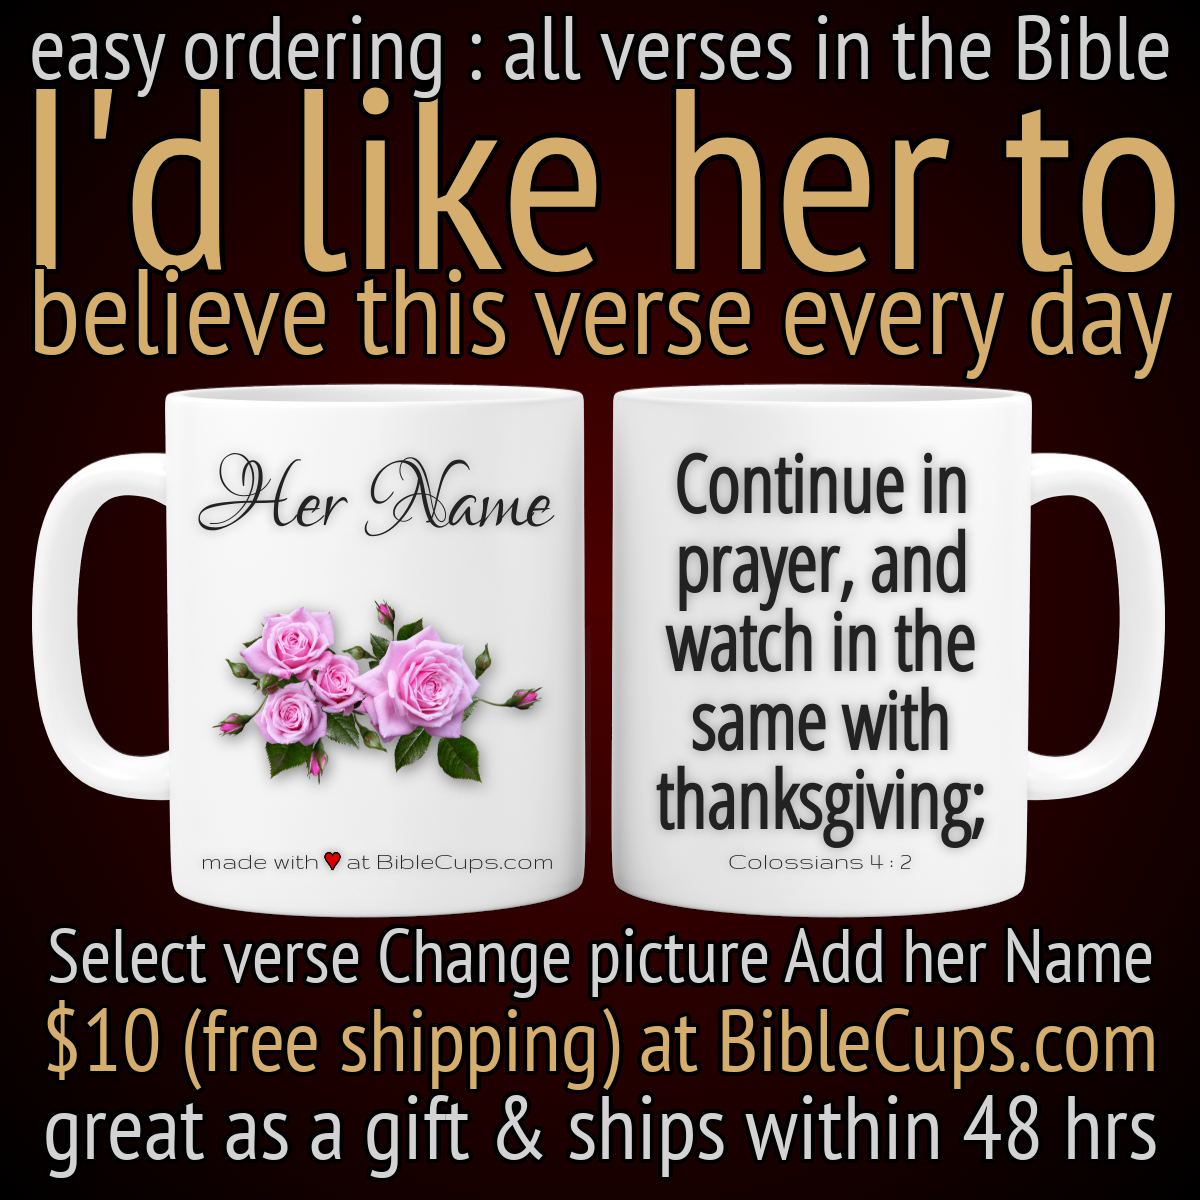 easy ordering : all verses in the Bible
I'd like her to
believe this verse every day
Her Name
made with ♥ at BibleCups.com
Continue in
prayer, and
watch in the
same with
thanksgiving;
Colossians 4 : 2
Select verse Change picture Add her Name
$10 (free shipping) at BibleCups.com
great as a gift & ships within 48 hrs